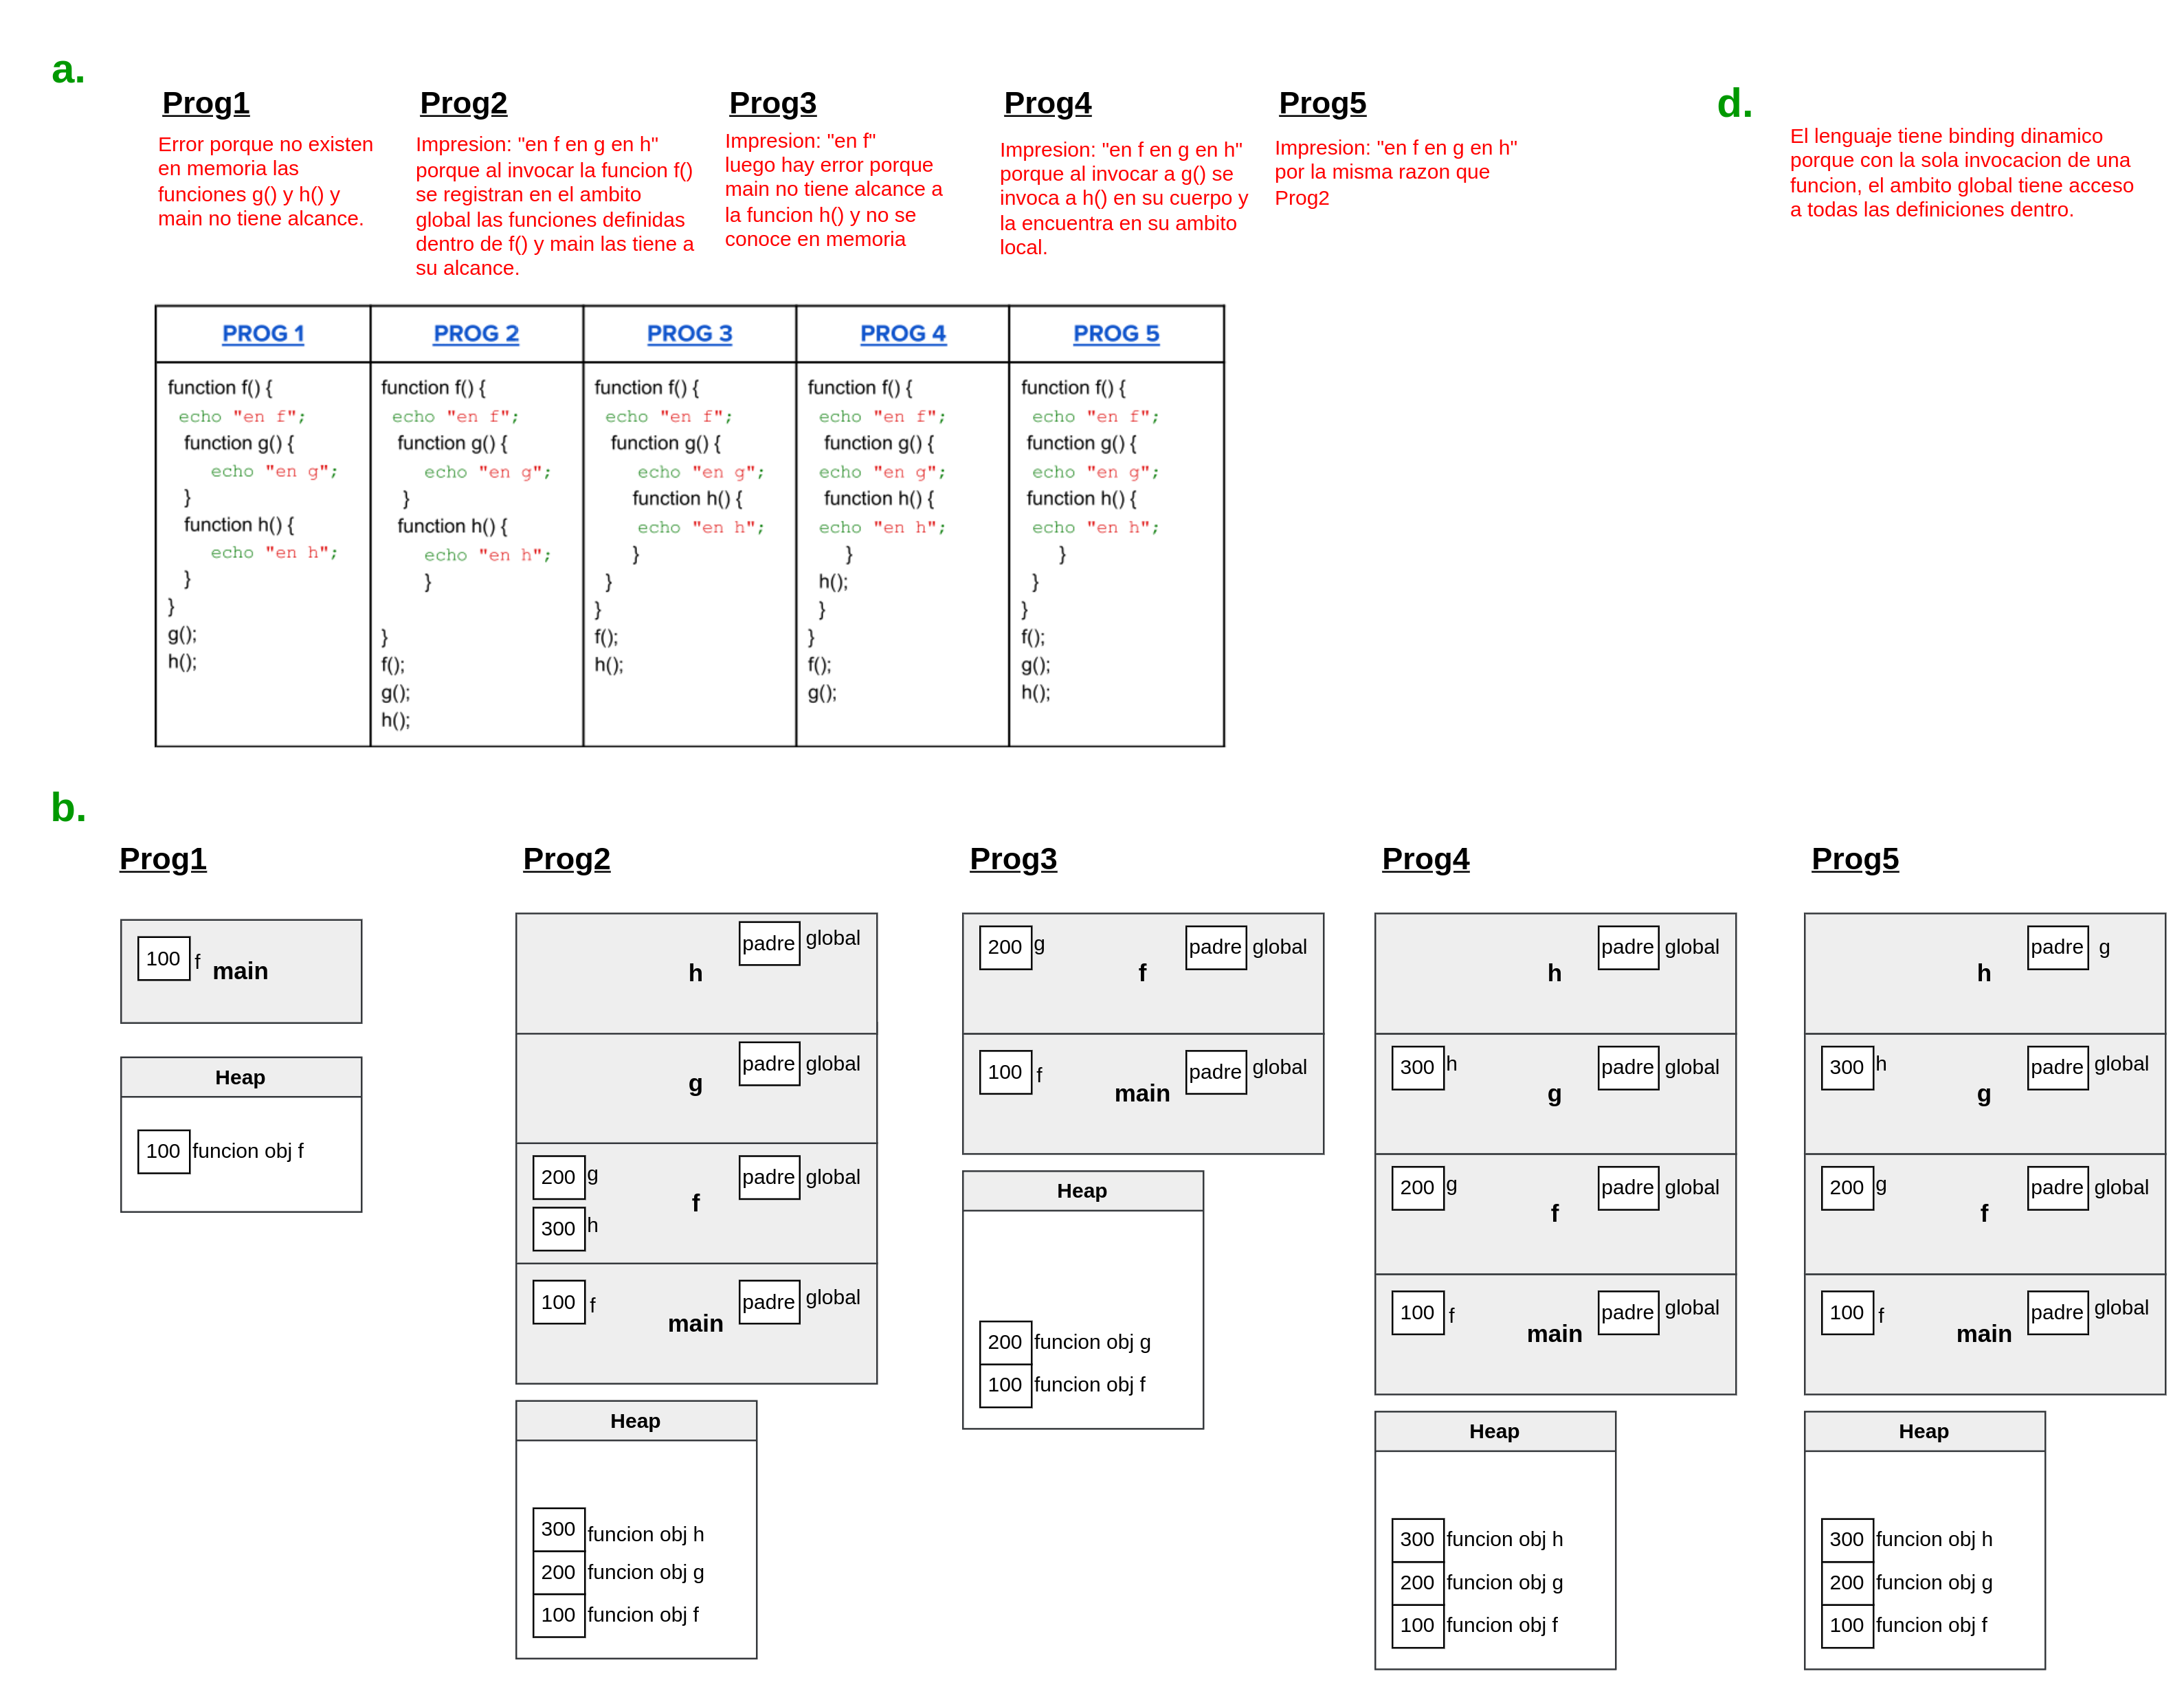 a.
Prog1
Error porque no existen
en memoria las
funciones g() y h() y
main no tiene alcance.
Prog2
Impresion: "en f en g en h"
porque al invocar la funcion f()
se registran en el ambito
global las funciones definidas
dentro de f() y main las tiene a
su alcance.
Prog3
Impresion: "en f"
luego hay error porque
main no tiene alcance a
la funcion h() y no se
conoce en memoria
Prog4
Impresion: "en f en g en h"
porque al invocar a g() se
invoca a h() en su cuerpo y
la encuentra en su ambito
local.
Prog5
Impresion: "en f en g en h"
por la misma razon que
Prog2
d.
El lenguaje tiene binding dinamico
porque con la sola invocacion de una
funcion, el ambito global tiene acceso
a todas las definiciones dentro.
PROG 1
function f() {
echo "en f";
function g() {
echo "en g";
}
function h() {
echo "en h";
}
}
g();
h();
PROG 2
function f() {
echo "en f";
function g() {
echo "en g";
}
function h() {
echo "en h";
}
}
f();
g();
h();
PROG 3
function f() {
echo "en f";
function g() {
echo "en g";
function h() {
echo "en h";
}
}
}
f();
h();
PROG 4
function f() {
echo "en f";
function g() {
echo "en g";
function h() {
echo "en h";
}
h();
}
}
f();
g();
PROG 5
function f() {
echo "en f";
function g() {
echo "en g";
function h() {
echo "en h";
}
}
}
f();
g();
h();
b.
Prog1
100 f
main
Heap
100 funcion obj f
Prog2
h
padre global
g
padre global
200 g
300 h
f
padre global
100 f
main
padre global
Heap
300 funcion obj h
200 funcion obj g
100 funcion obj f
Prog3
200 g
f
padre global
100 f
main
padre global
Heap
200 funcion obj g
100 funcion obj f
Prog4
h
padre global
300 h
g
padre global
200 g
f
padre global
100 f
main
padre global
Heap
300 funcion obj h
200 funcion obj g
100 funcion obj f
Prog5
h
padre g
300 h
g
padre global
200 g
f
padre global
100 f
main
padre global
Heap
300 funcion obj h
200 funcion obj g
100 funcion obj f